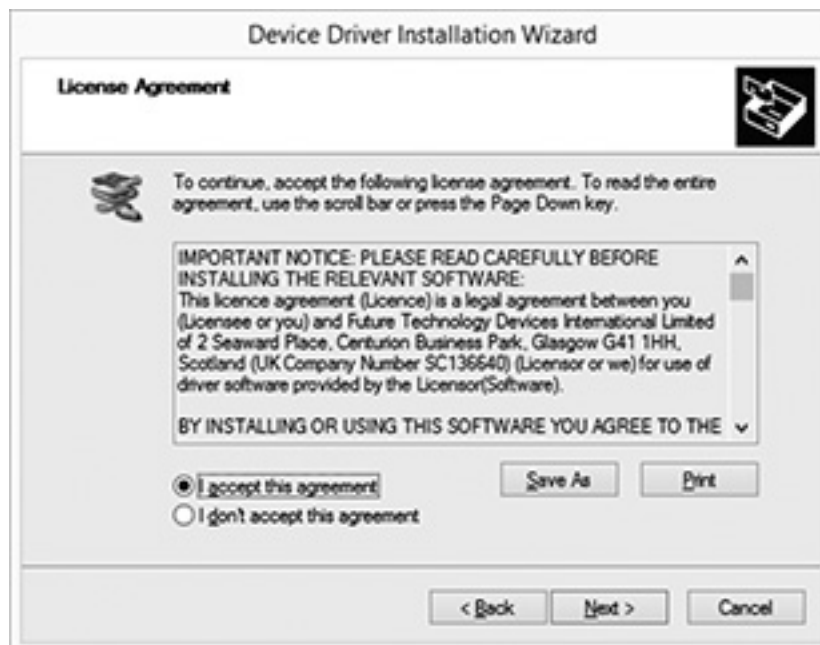 Device Driver Installation Wizard
License Agreement
To continue, accept the following license agreement. To read the entire
agreement, use the scroll bar or press the Page Down key.
IMPORTANT NOTICE: PLEASE READ CAREFULLY BEFORE
INSTALLING THE RELEVANT SOFTWARE:
This licence agreement (Licence) is a legal agreement between you
(Licensee or you) and Future Technology Devices International Limited
of 2 Seaward Place, Centurion Business Park, Glasgow G41 1HH,
Scotland (UK Company Number SC136640) (Licensor or we) for use of
driver software provided by the Licensor(Software).
BY INSTALLING OR USING THIS SOFTWARE YOU AGREE TO THE
I accept this agreement
Save As
Print
I don't accept this agreement
< Back
Next >
Cancel